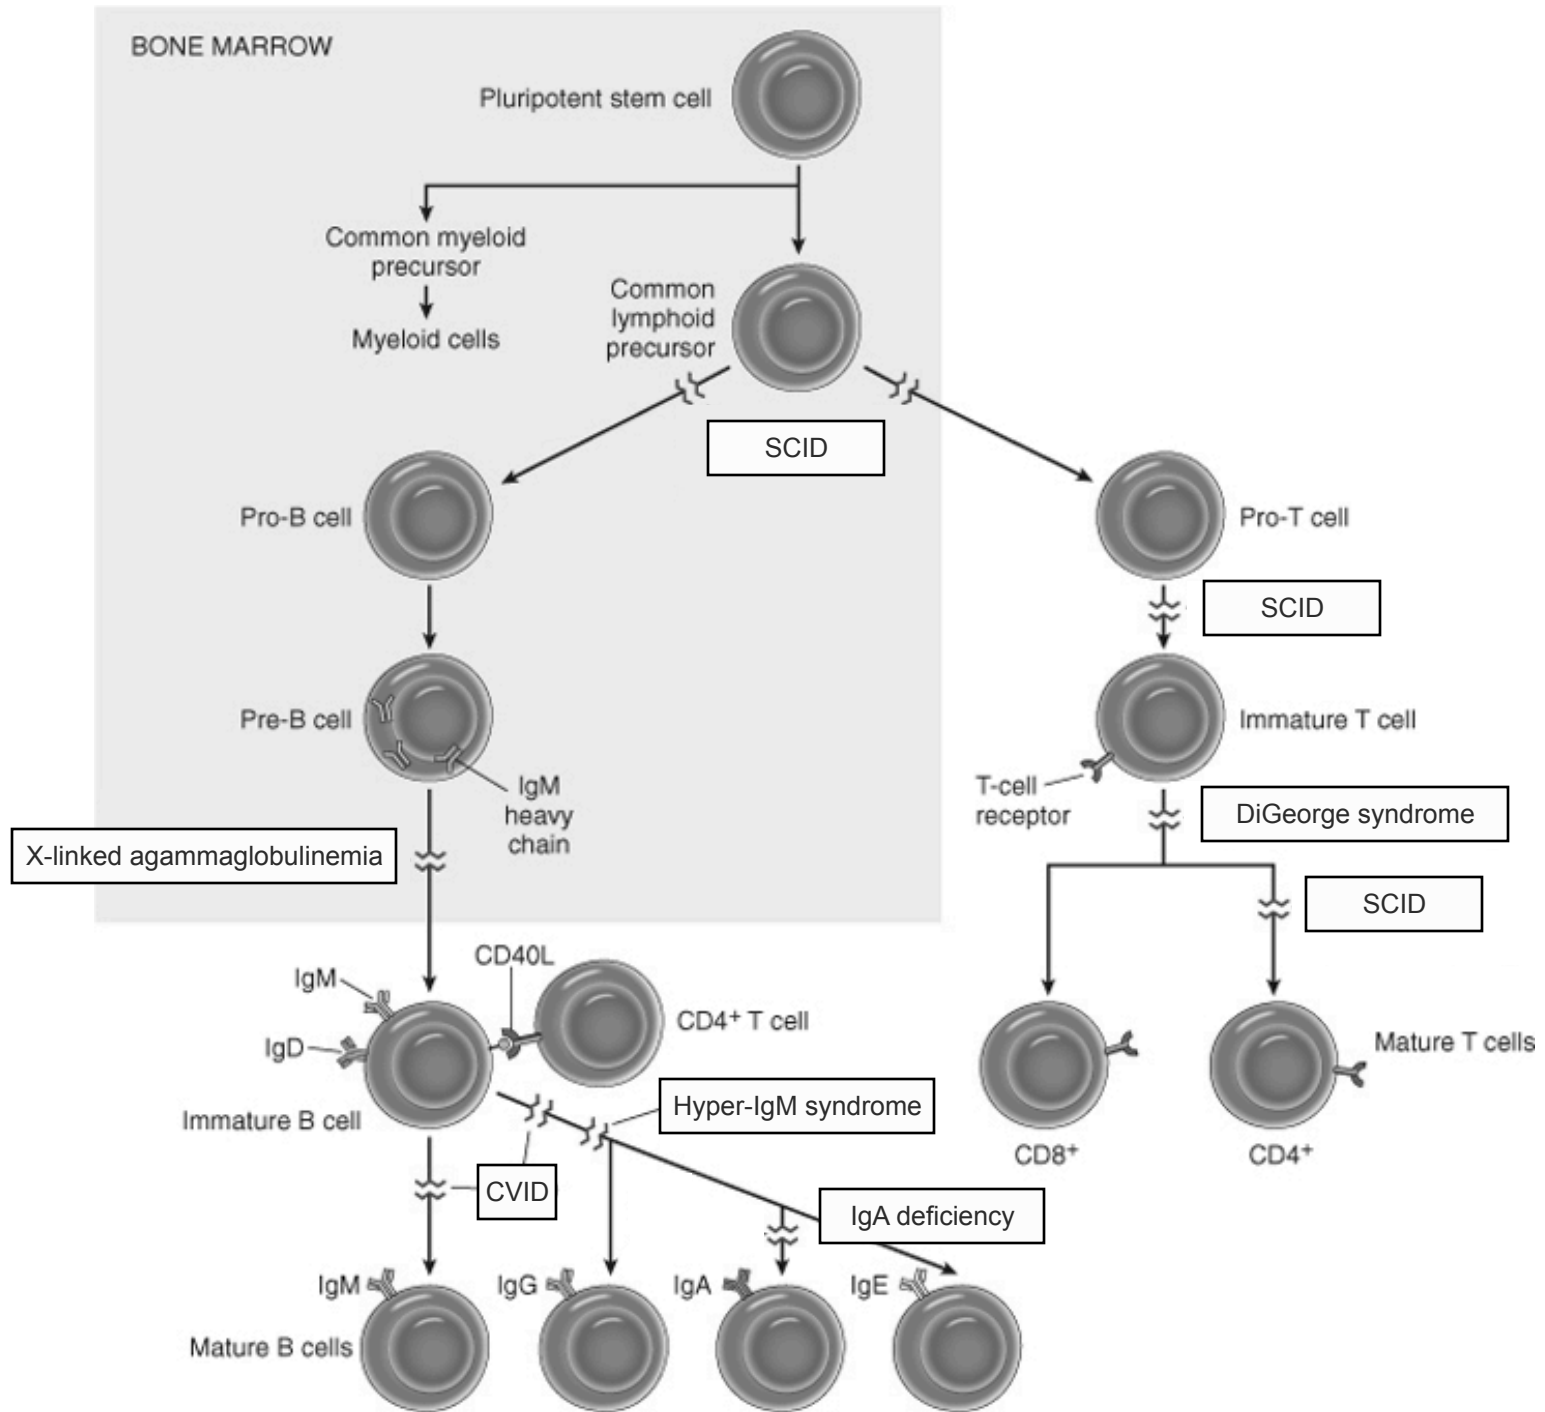 BONE MARROW
Pluripotent stem cell
Common myeloid
precursor
Myeloid cells
Common
lymphoid
precursor
SCID
Pro-B cell
Pro-T cell
SCID
Pre-B cell
IgM
heavy
chain
Immature T cell
T-cell
receptor
DiGeorge syndrome
X-linked agammaglobulinemia
SCID
CD40L
IgM
CD4+ T cell
IgD
Mature T cells
Immature B cell
Hyper-IgM syndrome
CD8+
CD4+
CVID
IgA deficiency
IgM
IgG
IgA
IgE
Mature B cells